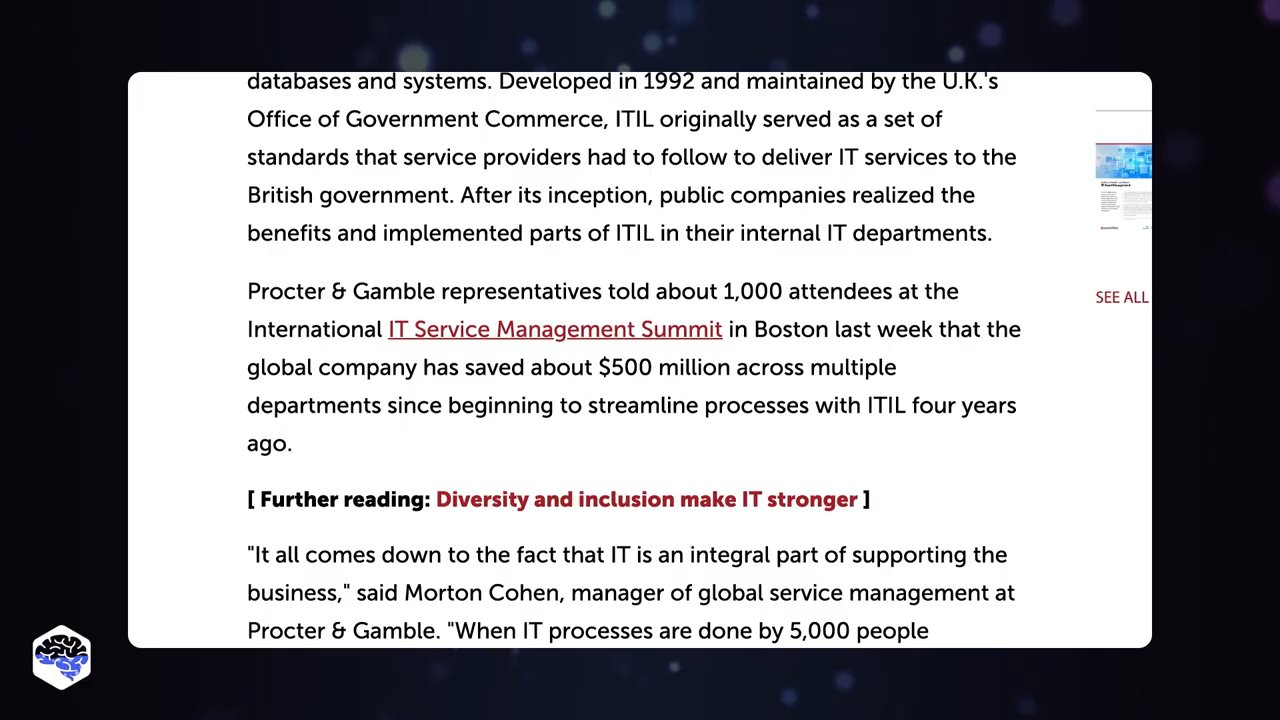 databases and systems. Developed in 1992 and maintained by the U.K.'s
Office of Government Commerce, ITIL originally served as a set of
standards that service providers had to follow to deliver IT services to the
British government. After its inception, public companies realized the
benefits and implemented parts of ITIL in their internal IT departments.
Procter & Gamble representatives told about 1,000 attendees at the
International IT Service Management Summit in Boston last week that the
global company has saved about $500 million across multiple
departments since beginning to streamline processes with ITIL four years
ago.
[ Further reading: Diversity and inclusion make IT stronger ]
"It all comes down to the fact that IT is an integral part of supporting the
business," said Morton Cohen, manager of global service management at
Procter & Gamble. "When IT processes are done by 5,000 people
SEE ALL